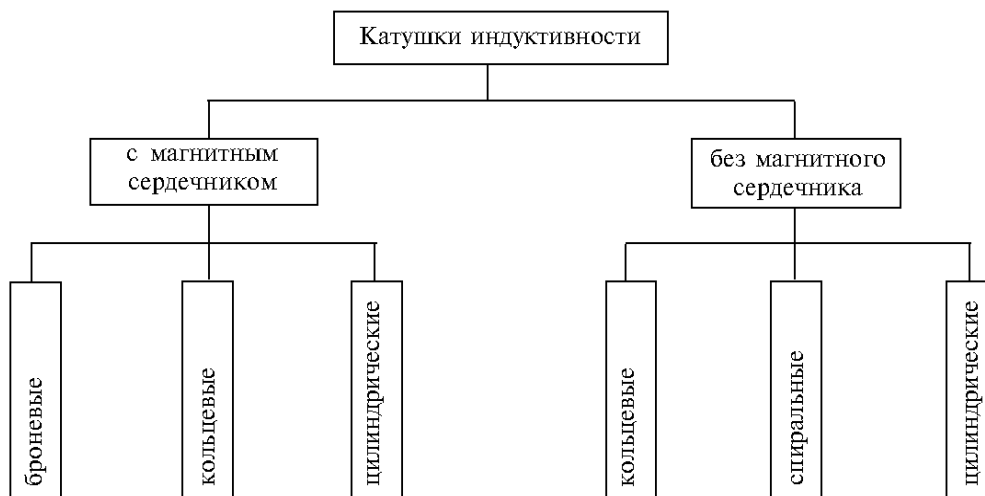 Катушки индуктивности
с магнитным
сердечником
без магнитного
сердечника
броневые
кольцевые
цилиндрические
кольцевые
спиральные
цилиндрические